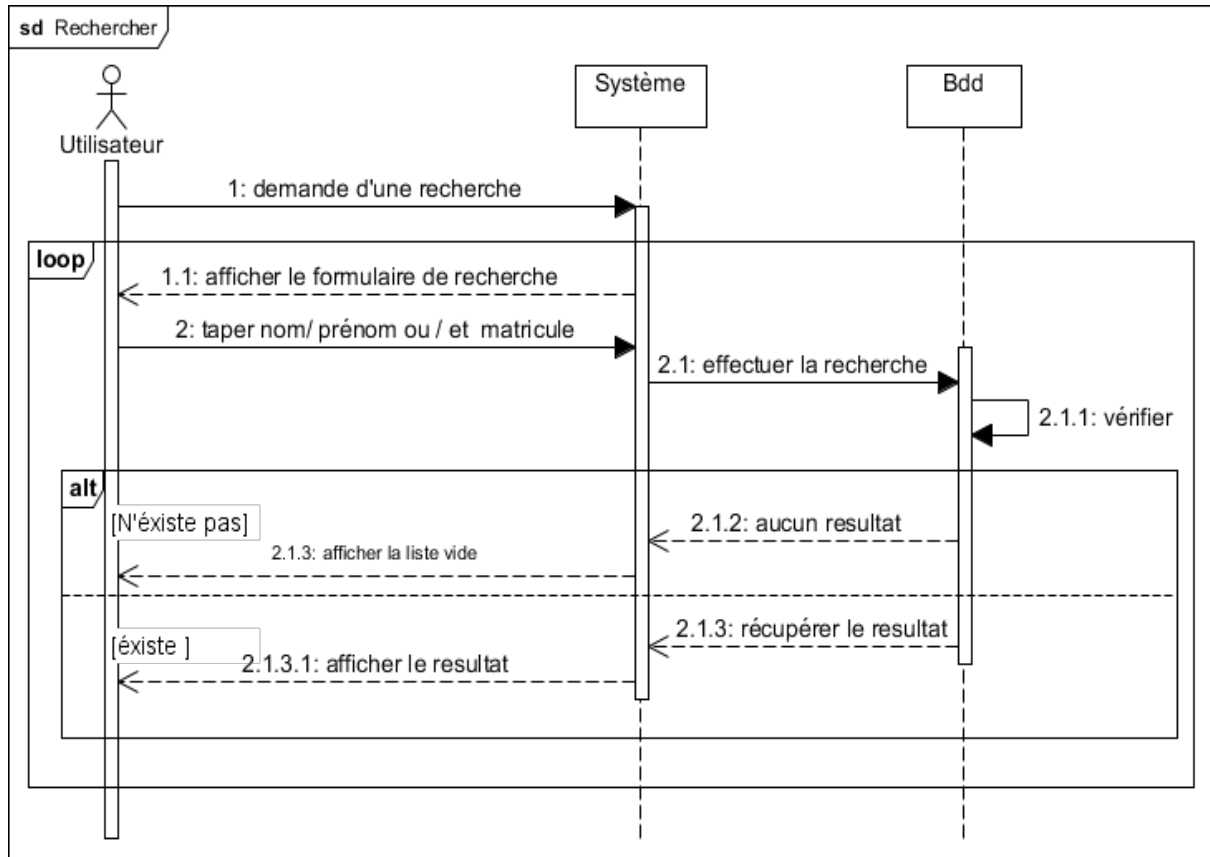 sd Rechercher
Utilisateur
Système
Bdd
1: demande d'une recherche
loop
1.1: afficher le formulaire de recherche
2: taper nom/ prénom ou / et matricule
2.1: effectuer la recherche
2.1.1: vérifier
alt
[N'éxiste pas]
2.1.2: aucun resultat
2.1.3: afficher la liste vide
[éxiste ]
2.1.3: récupérer le resultat
2.1.3.1: afficher le resultat